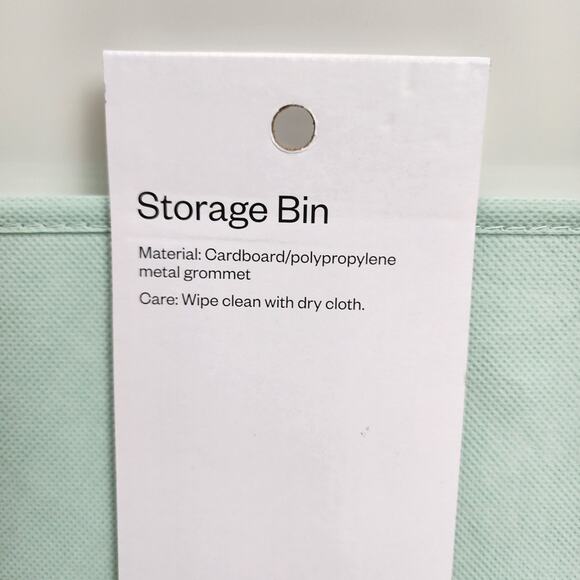 Storage Bin
Material: Cardboard/polypropylene
metal grommet
Care: Wipe clean with dry cloth.